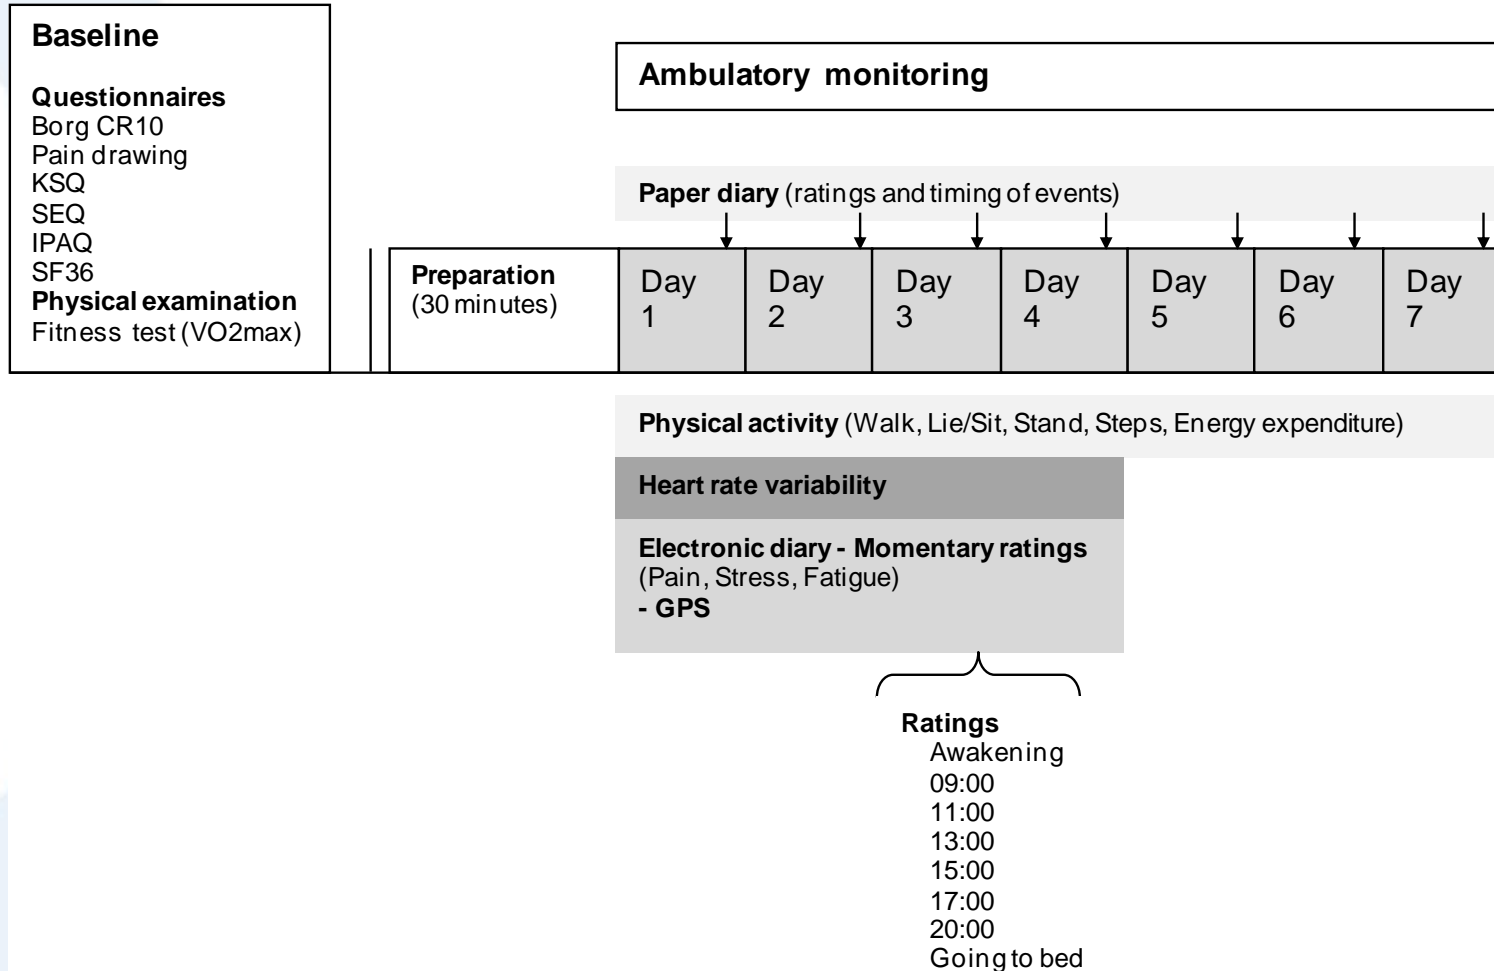 Baseline
Questionnaires
Borg CR10
Pain drawing
KSQ
SEQ
IPAQ
SF36
Physical examination
Fitness test (VO2max)
Ambulatory monitoring
Paper diary (ratings and timing of events)
Preparation
(30 minutes)
Day
1
Day
2
Day
3
Day
4
Day
5
Day
6
Day
7
Physical activity (Walk, Lie/Sit, Stand, Steps, Energy expenditure)
Heart rate variability
Electronic diary - Momentary ratings
(Pain, Stress, Fatigue)
- GPS
Ratings
Awakening
09:00
11:00
13:00
15:00
17:00
20:00
Going to bed